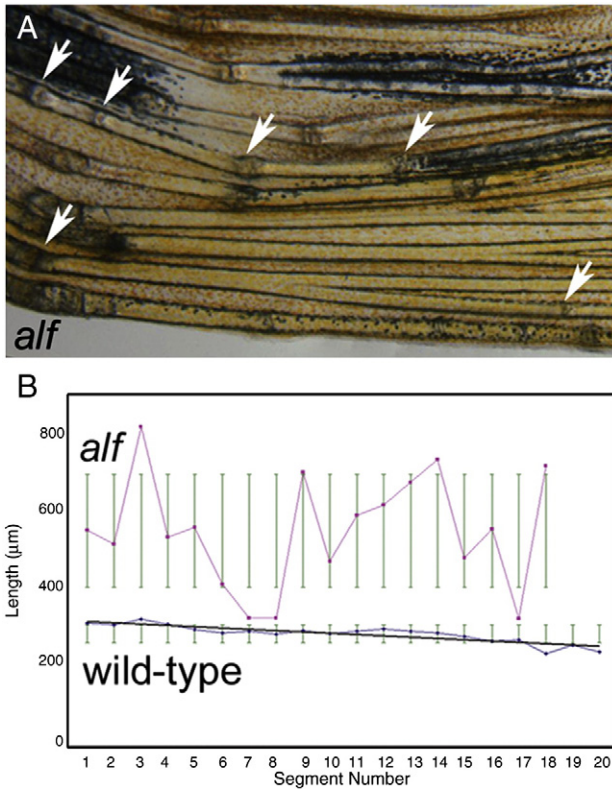 A
alf
B
alf
800
600
400
200
0
Length (µm)
wild-type
1 2 3 4 5 6 7 8 9 10 11 12 13 14 15 16 17 18 19 20
Segment Number